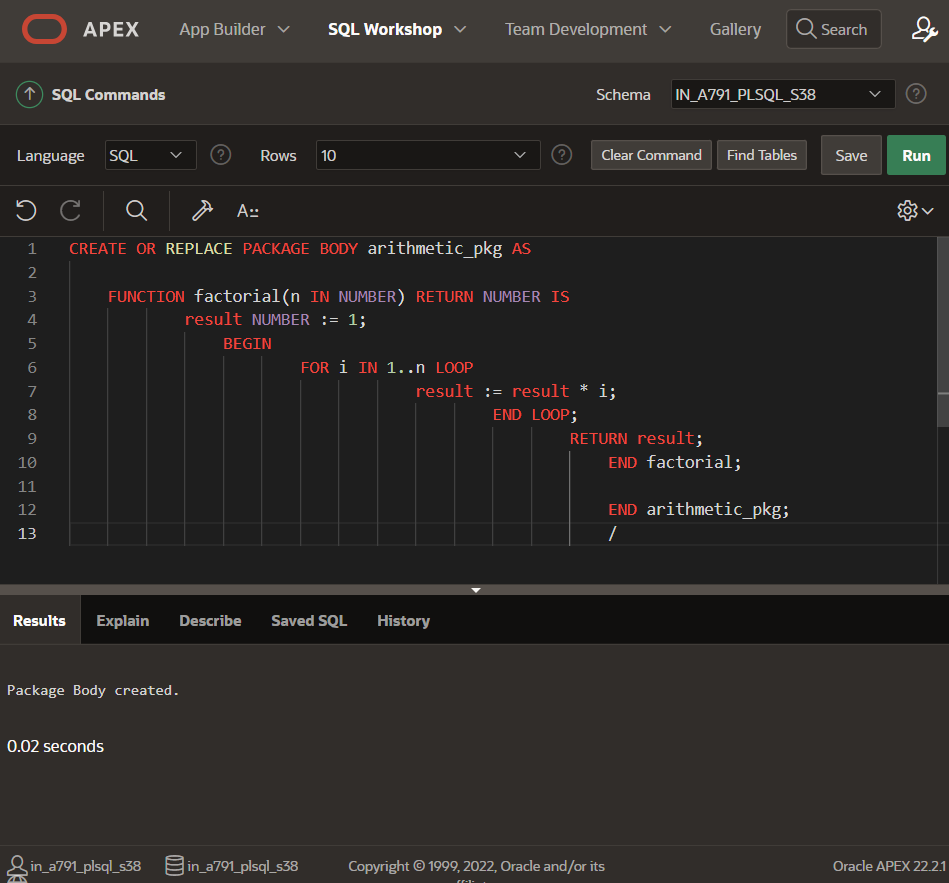 APEX App Builder SQL Workshop Team Development Gallery Search
SQL Commands Schema IN_A791_PLSQL_S38
Language SQL Rows 10 Clear Command Find Tables Save Run
A::
1 CREATE OR REPLACE PACKAGE BODY arithmetic_pkg AS
2
3 FUNCTION factorial(n IN NUMBER) RETURN NUMBER IS
4 result NUMBER := 1;
5 BEGIN
6 FOR i IN 1..n LOOP
7 result := result * i;
8 END LOOP;
9 RETURN result;
10 END factorial;
11
12 END arithmetic_pkg;
13 /
Results Explain Describe Saved SQL History
Package Body created.
0.02 seconds
in_a791_plsql_s38 in_a791_plsql_s38 Copyright © 1999, 2022, Oracle and/or its Oracle APEX 22.2.1